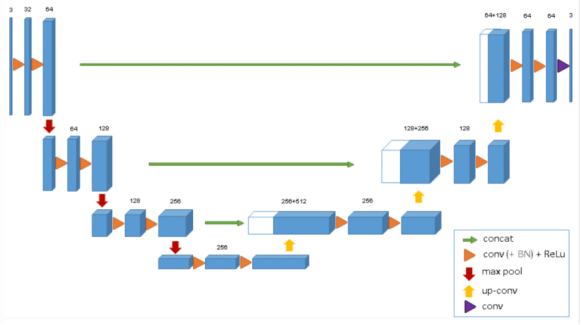 3 32 64
64+128 64 64 3
64 128
128+256 128
128 256
256+512 256
256
concat
conv (+ BN) + ReLu
max pool
up-conv
conv